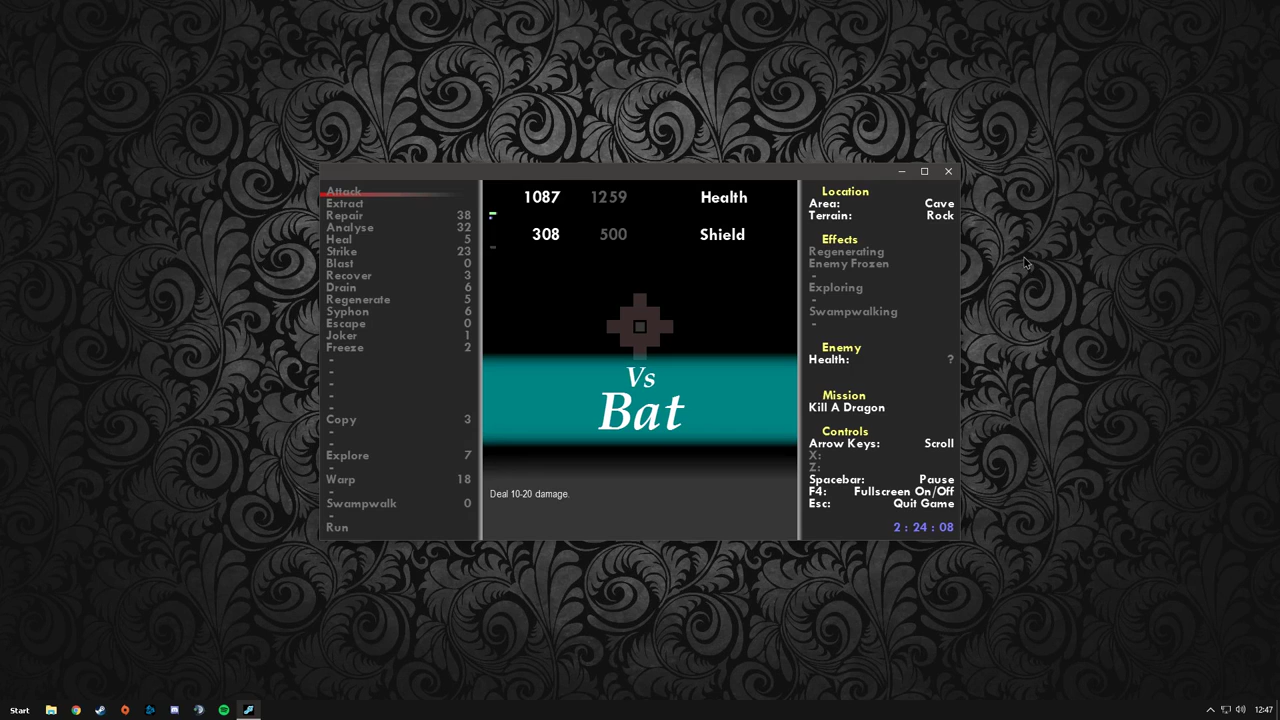 Attack
Extract
Repair 38
Analyse 32
Heal 5
Strike 23
Blast 0
Recover 3
Drain 6
Regenerate 5
Syphon 6
Escape 0
Joker 1
Freeze 2
-
-
-
-
-
Copy 3
-
-
Explore 7
-
Warp 18
-
Swampwalk 0
-
Run
1087 1259 Health
308 500 Shield
Vs
Bat
Deal 10-20 damage.
Location
Area: Cave
Terrain: Rock
Effects
Regenerating
Enemy Frozen
-
Exploring
-
Swampwalking
-
Enemy
Health: ?
Mission
Kill A Dragon
Controls
Arrow Keys: Scroll
X:
Z:
Spacebar: Pause
F4: Fullscreen On/Off
Esc: Quit Game
2 : 24 : 08
Start
12:47